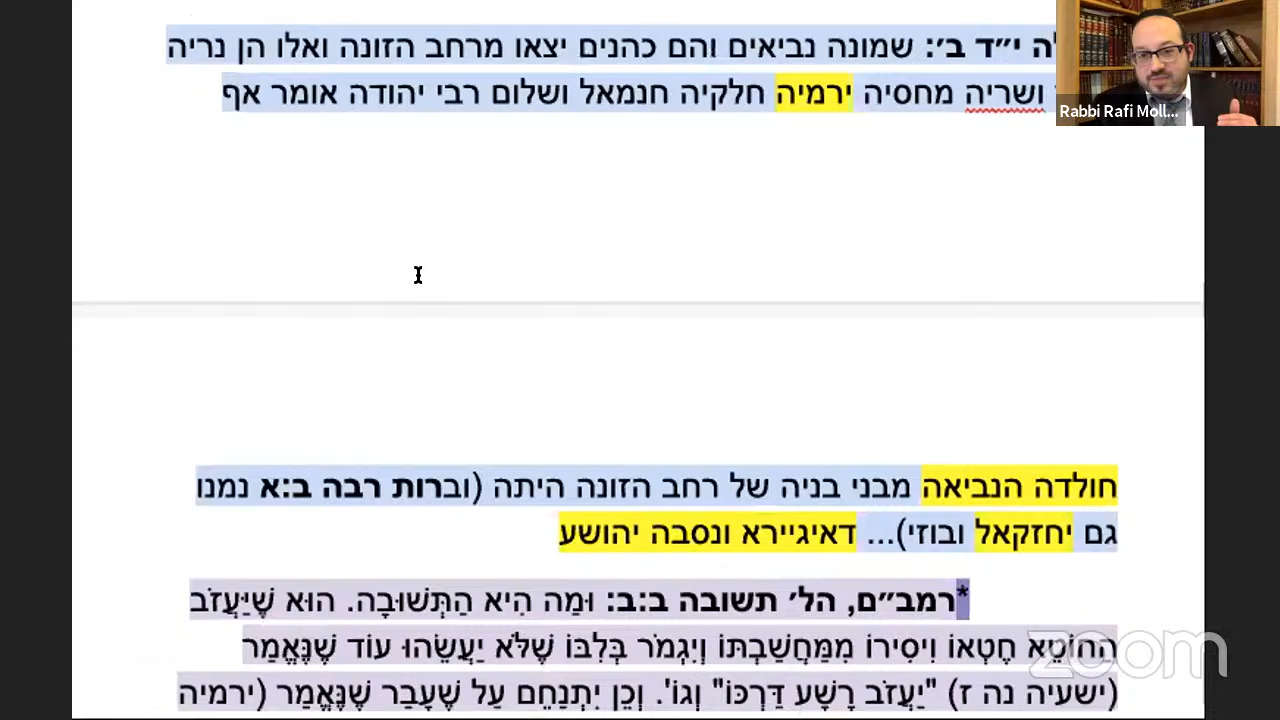 י״ד ב׳: שמונה נביאים והם כהנים יצאו מרחב הזונה ואלו הן נריה
ושריה מחסיה ירמיה חלקיה חנמאל ושלום רבי יהודה אומר אף
Rabbi Rafi Moll...
חולדה הנביאה מבני בניה של רחב הזונה היתה (וברות רבה ב:א נמנו
גם יחזקאל ובוזי)... דאיגיירא ונסבה יהושע
*רמב״ם, הל׳ תשובה ב:ב: וּמַה הִיא הַתְּשׁוּבָה. הוּא שֶׁיַּעֲזֹב
הַחוֹטֵא חֶטְאוֹ וִיסִירוֹ מִמַּחֲשַׁבְתּוֹ וְיִגְמֹר בְּלִבּוֹ שֶׁלֹּא יַעֲשֵׂהוּ עוֹד שֶׁנֶּאֱמַר
(ישעיה נה ז) "יַעֲזֹב רָשָׁע דַּרְכּוֹ" וְגוֹ'. וְכֵן יִתְנַחֵם עַל שֶׁעָבַר שֶׁנֶּאֱמַר (ירמיה
zoom